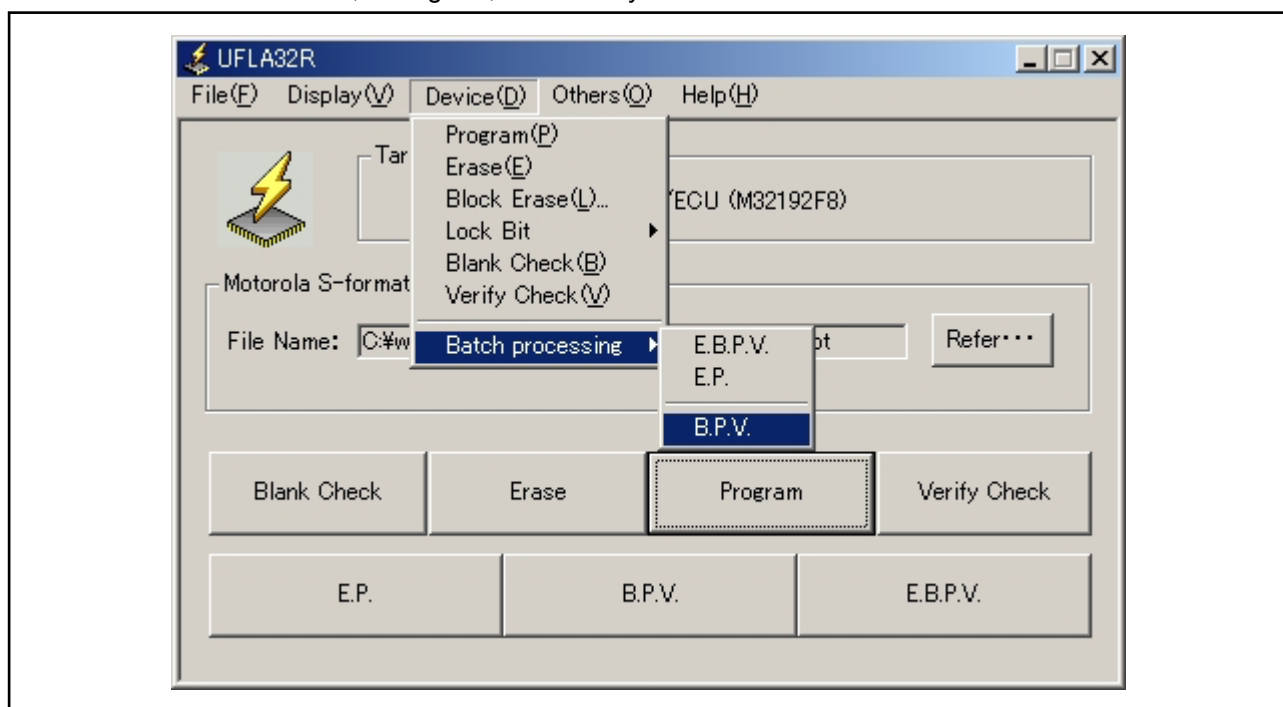 UFLA32R
File(F) Display(V) Device(D) Others(O) Help(H)
Program(P)
Erase(E)
Block Erase(L)...
Lock Bit
Blank Check(B)
Verify Check(V)
Batch processing
E.B.P.V.
E.P.
B.P.V.
Tar
ECU (M32192F8)
Motorola S-format
File Name: C:¥w
Refer···
Blank Check Erase Program Verify Check
E.P. B.P.V. E.B.P.V.